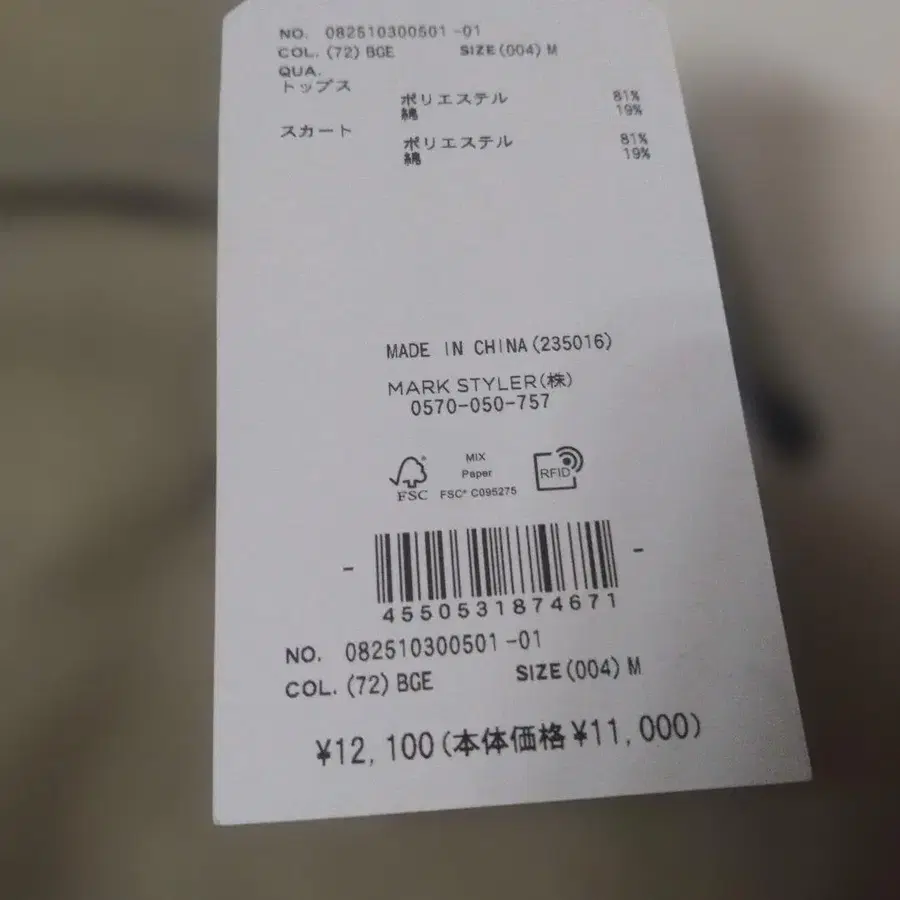 NO. 082510300501-01
COL. (72) BGE SIZE(004) M
QUA.
トップス
ポリエステル 81%
綿 19%
スカート
ポリエステル 81%
綿 19%
MADE IN CHINA(235016)
MARK STYLER(株)
0570-050-757
MIX
Paper
FSC FSC® C095275
RFID
4550531874671
NO. 082510300501-01
COL. (72) BGE SIZE(004) M
¥12,100(本体価格¥11,000)